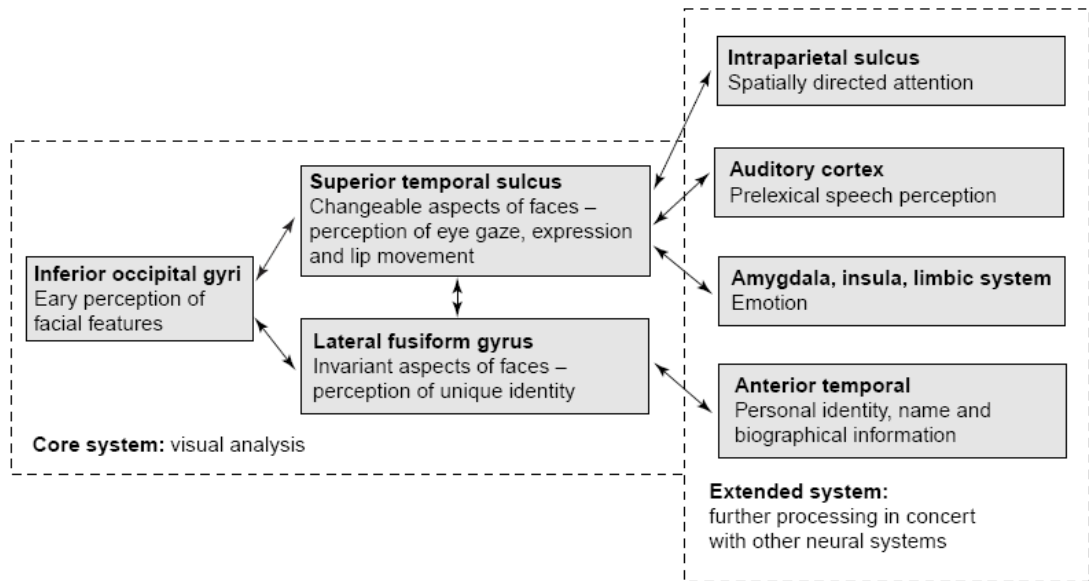 Intraparietal sulcus
Spatially directed attention
Superior temporal sulcus
Changeable aspects of faces –
perception of eye gaze, expression
and lip movement
Auditory cortex
Prelexical speech perception
Inferior occipital gyri
Eary perception of
facial features
Amygdala, insula, limbic system
Emotion
Lateral fusiform gyrus
Invariant aspects of faces –
perception of unique identity
Anterior temporal
Personal identity, name and
biographical information
Core system: visual analysis
Extended system:
further processing in concert
with other neural systems